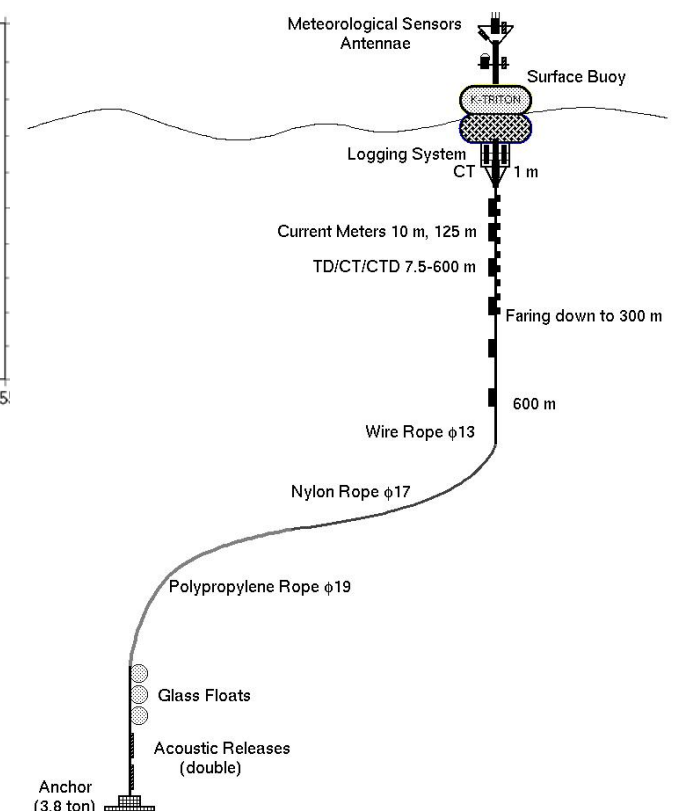 Meteorological Sensors
Antennae
Surface Buoy
K-TRITON
Logging System
CT 1 m
Current Meters 10 m, 125 m
TD/CT/CTD 7.5-600 m
Faring down to 300 m
600 m
Wire Rope ϕ13
Nylon Rope ϕ17
Polypropylene Rope ϕ19
Glass Floats
Acoustic Releases
(double)
Anchor
(3.8 ton)